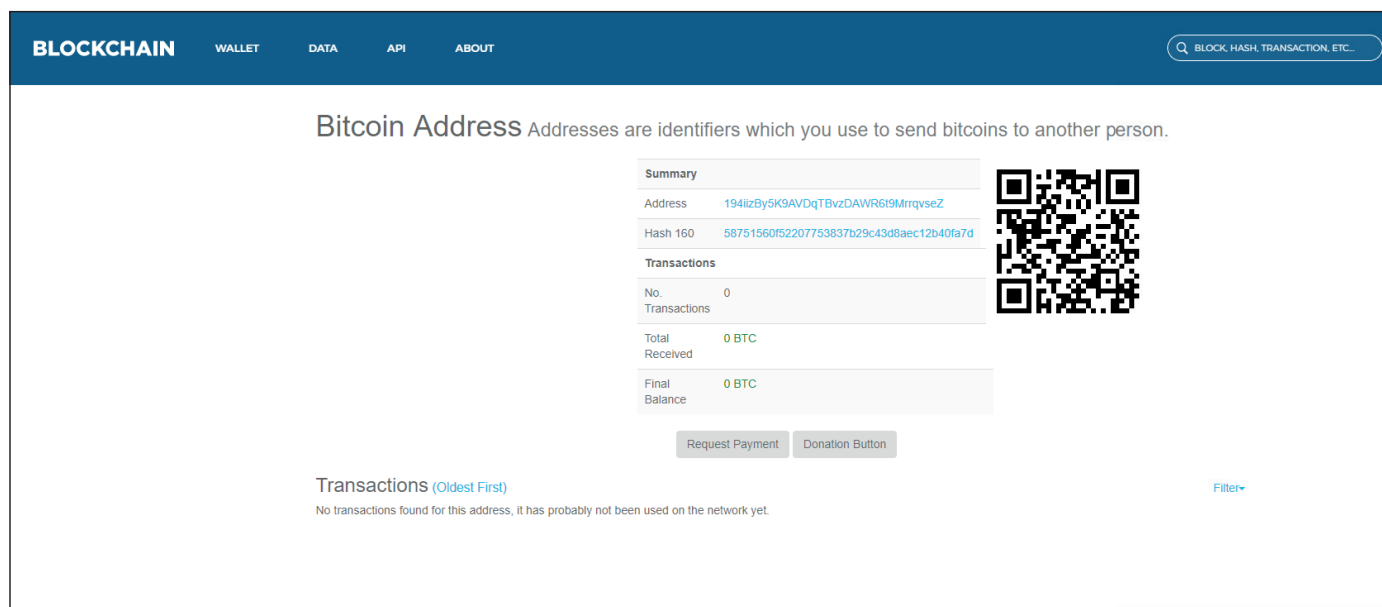 BLOCKCHAIN WALLET DATA API ABOUT BLOCK, HASH, TRANSACTION, ETC...
Bitcoin Address Addresses are identifiers which you use to send bitcoins to another person.
Summary
Address 194iizBy5K9AVDqTBvzDAWR6t9MrrqvseZ
Hash 160 58751560f52207753837b29c43d8aec12b40fa7d
Transactions
No. 0
Transactions
Total 0 BTC
Received
Final 0 BTC
Balance
Request Payment Donation Button
Transactions (Oldest First) Filter
No transactions found for this address, it has probably not been used on the network yet.